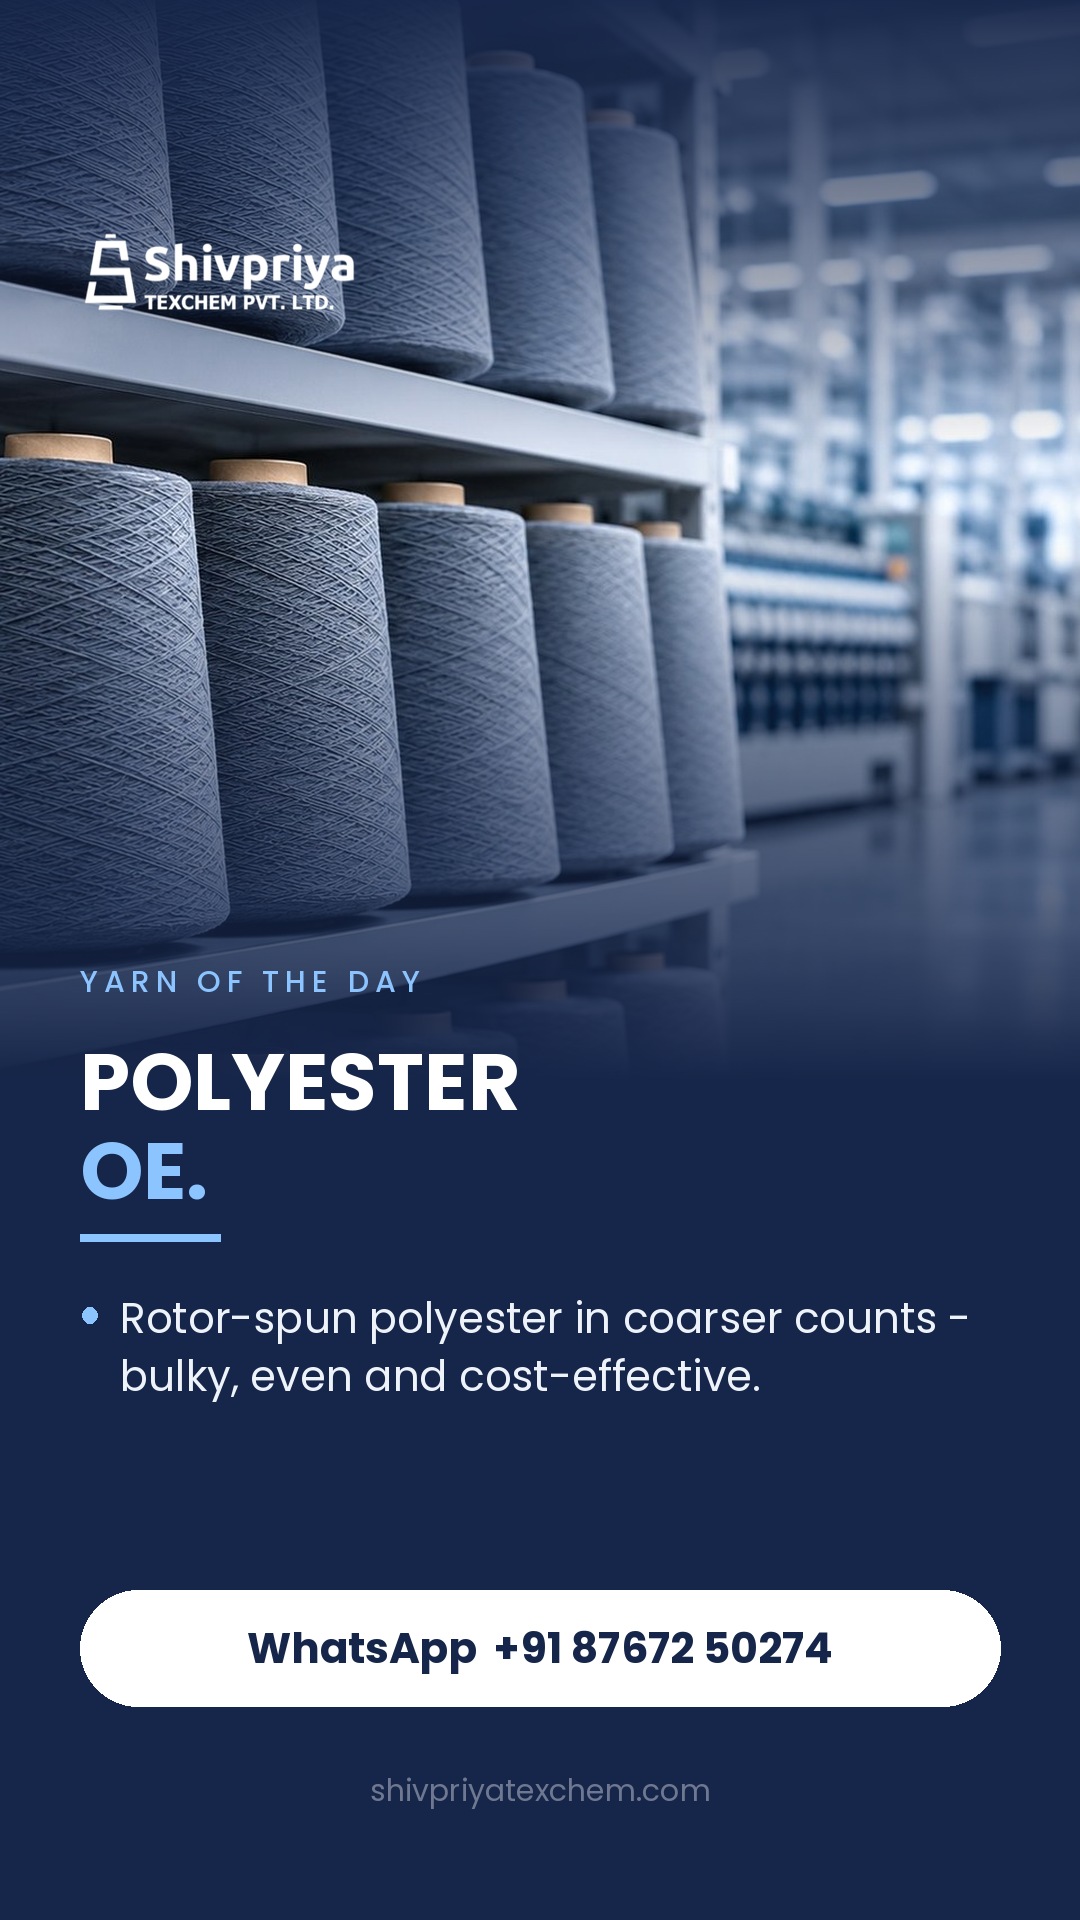 Shivpriya
TEXCHEM PVT. LTD.
YARN OF THE DAY
POLYESTER
OE.
• Rotor-spun polyester in coarser counts -
bulky, even and cost-effective.
WhatsApp +91 87672 50274
shivpriyatexchem.com